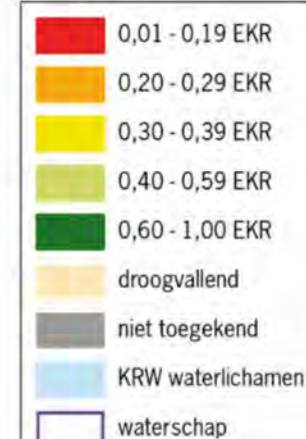 0,01 - 0,19 EKR
0,20 - 0,29 EKR
0,30 - 0,39 EKR
0,40 - 0,59 EKR
0,60 - 1,00 EKR
droogvallend
niet toegekend
KRW waterlichamen
waterschap